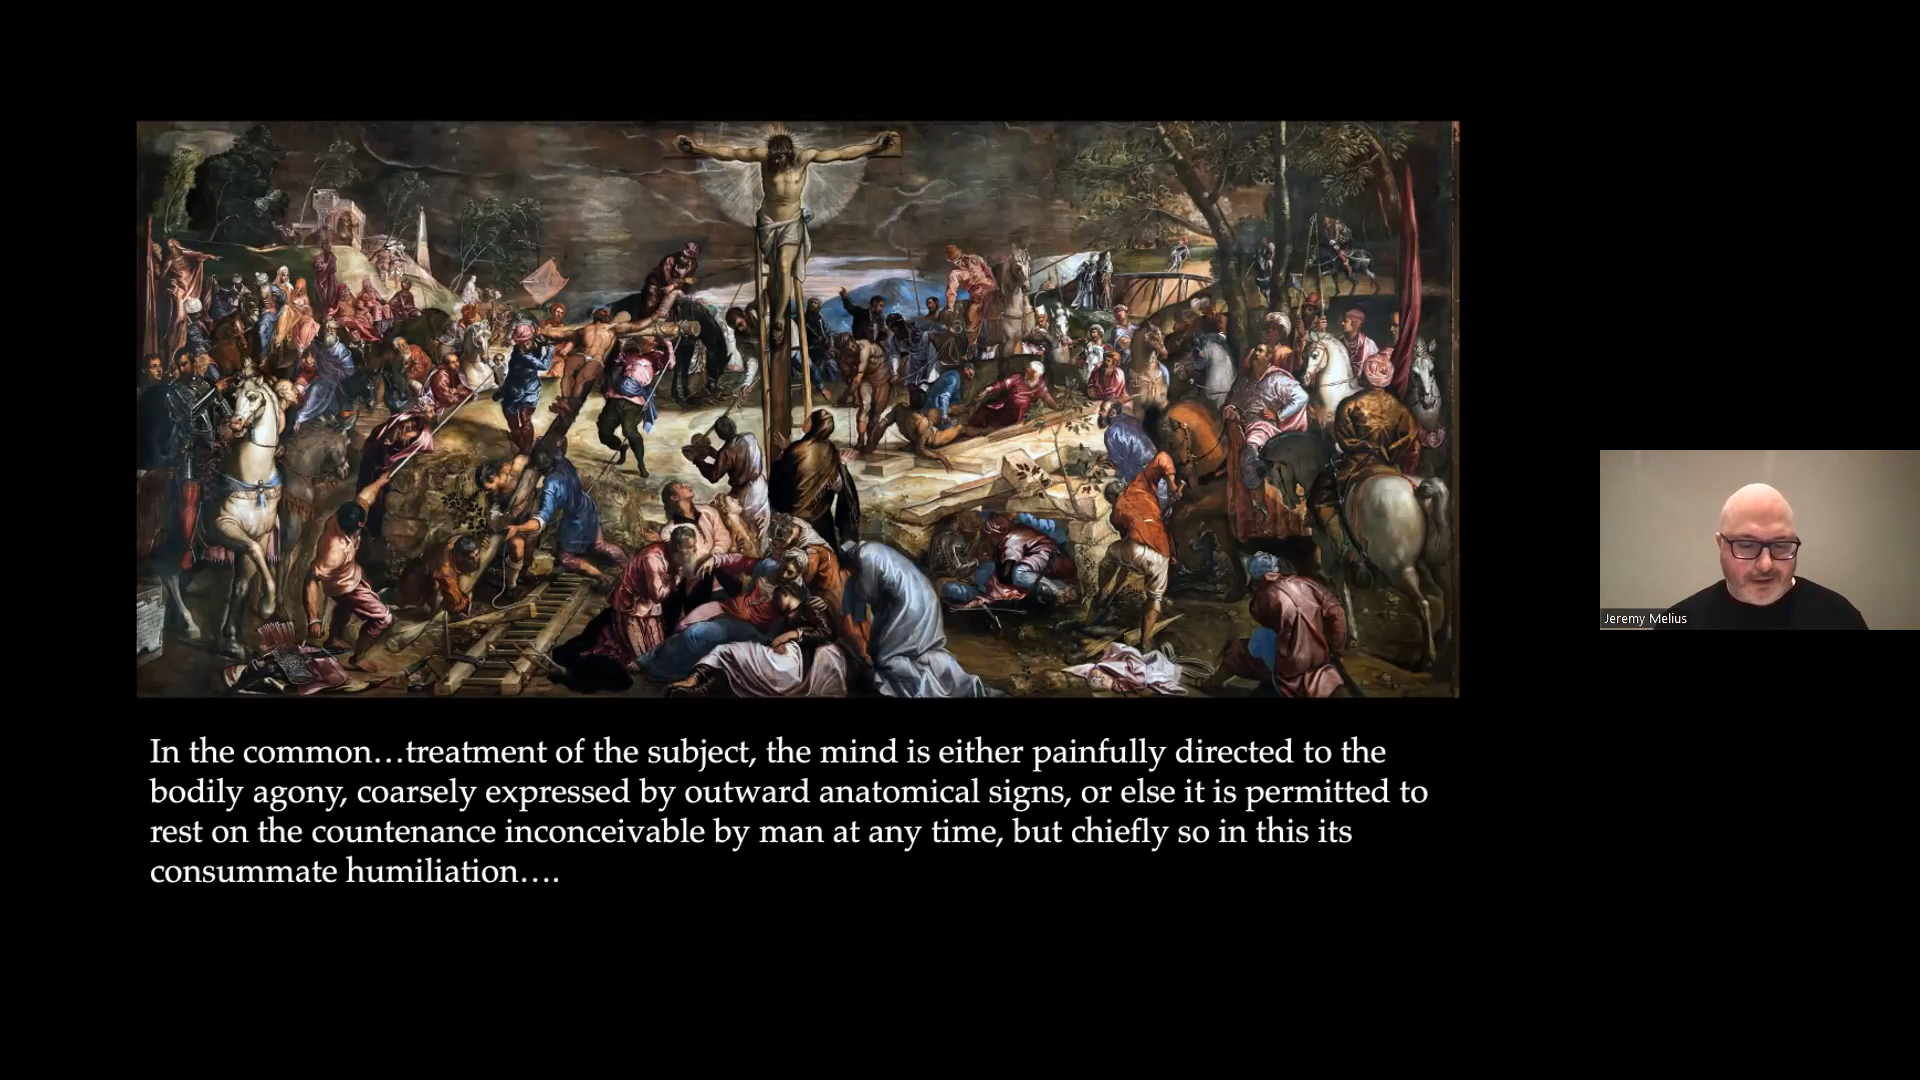 In the common…treatment of the subject, the mind is either painfully directed to the
bodily agony, coarsely expressed by outward anatomical signs, or else it is permitted to
rest on the countenance inconceivable by man at any time, but chiefly so in this its
consummate humiliation….
Jeremy Melius